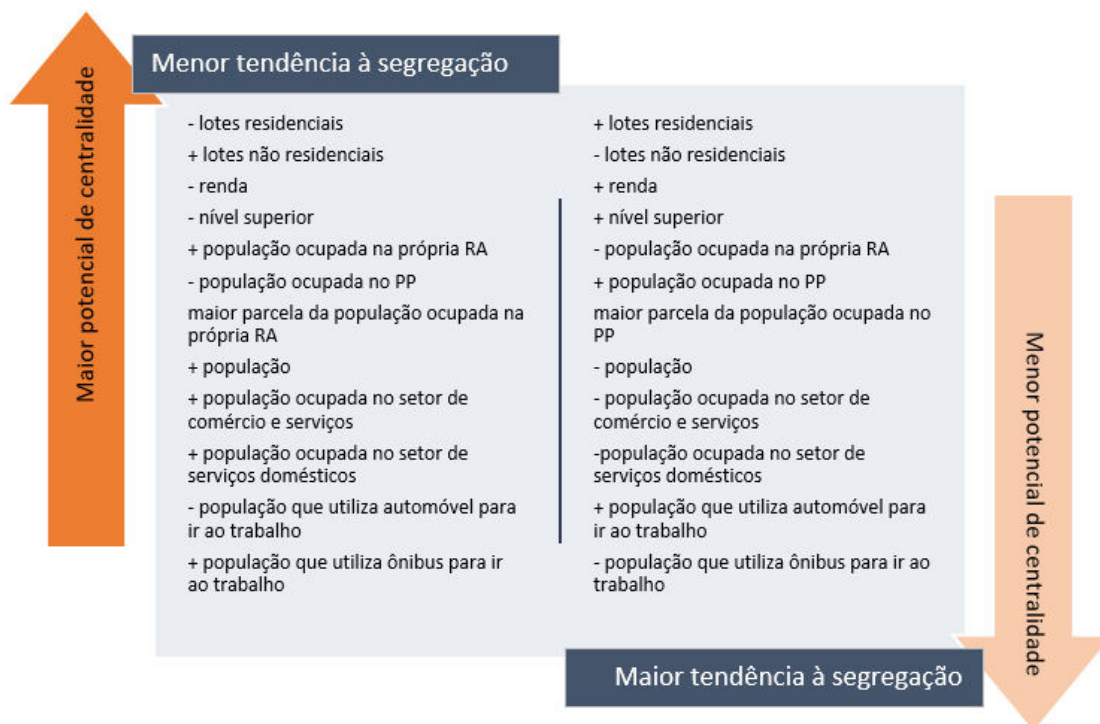 Maior potencial de centralidade
Menor tendência à segregação
- lotes residenciais
+ lotes não residenciais
- renda
- nível superior
+ população ocupada na própria RA
- população ocupada no PP
maior parcela da população ocupada na
própria RA
+ população
+ população ocupada no setor de
comércio e serviços
+ população ocupada no setor de
serviços domésticos
- população que utiliza automóvel para
ir ao trabalho
+ população que utiliza ônibus para ir
ao trabalho
+ lotes residenciais
- lotes não residenciais
+ renda
+ nível superior
- população ocupada na própria RA
+ população ocupada no PP
maior parcela da população ocupada no
PP
- população
- população ocupada no setor de
comércio e serviços
-população ocupada no setor de
serviços domésticos
+ população que utiliza automóvel para
ir ao trabalho
- população que utiliza ônibus para ir ao
trabalho
Maior tendência à segregação
Menor potencial de centralidade